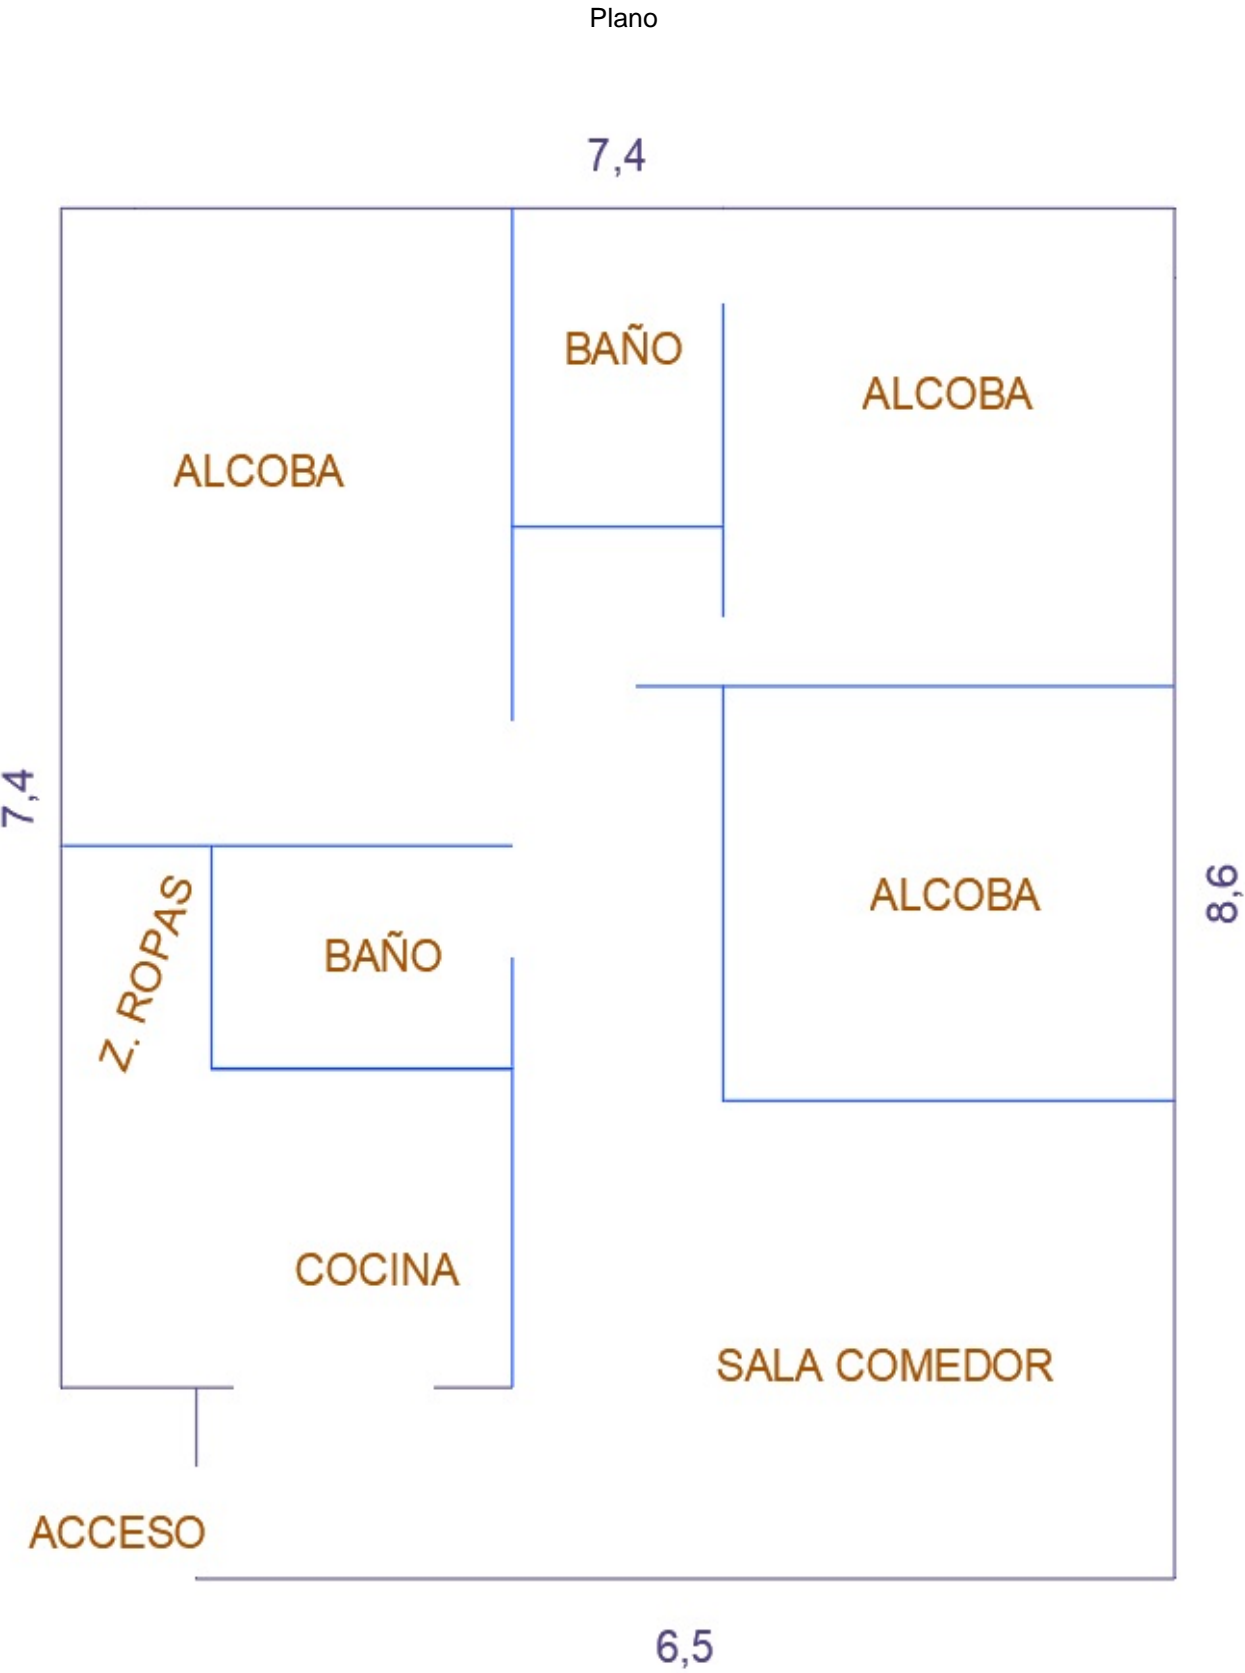 Plano
7,4
BAÑO
ALCOBA
ALCOBA
7,4
8,6
Z. ROPAS
ALCOBA
BAÑO
COCINA
SALA COMEDOR
ACCESO
6,5